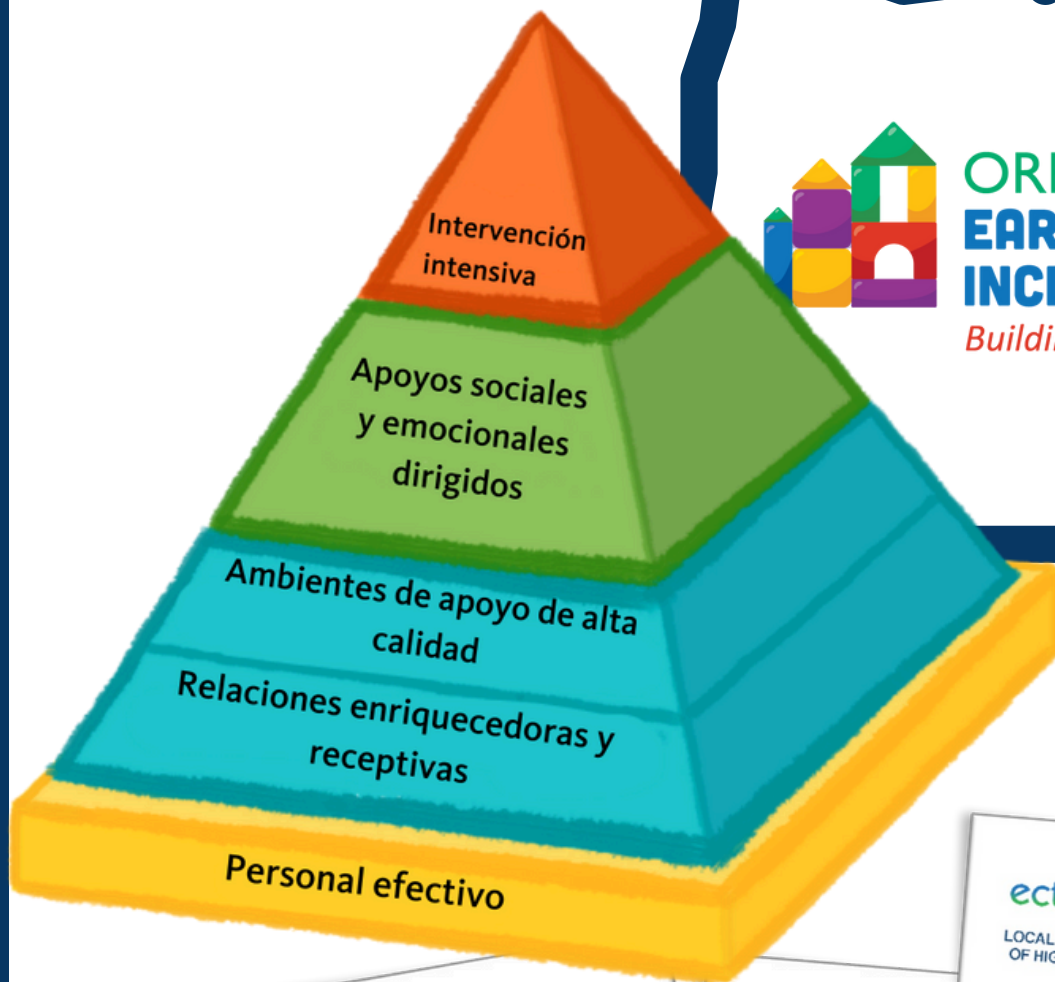 Intervención
intensiva
Apoyos sociales
y emocionales
dirigidos
Ambientes de apoyo de alta
calidad
Relaciones enriquecedoras y
receptivas
Personal efectivo